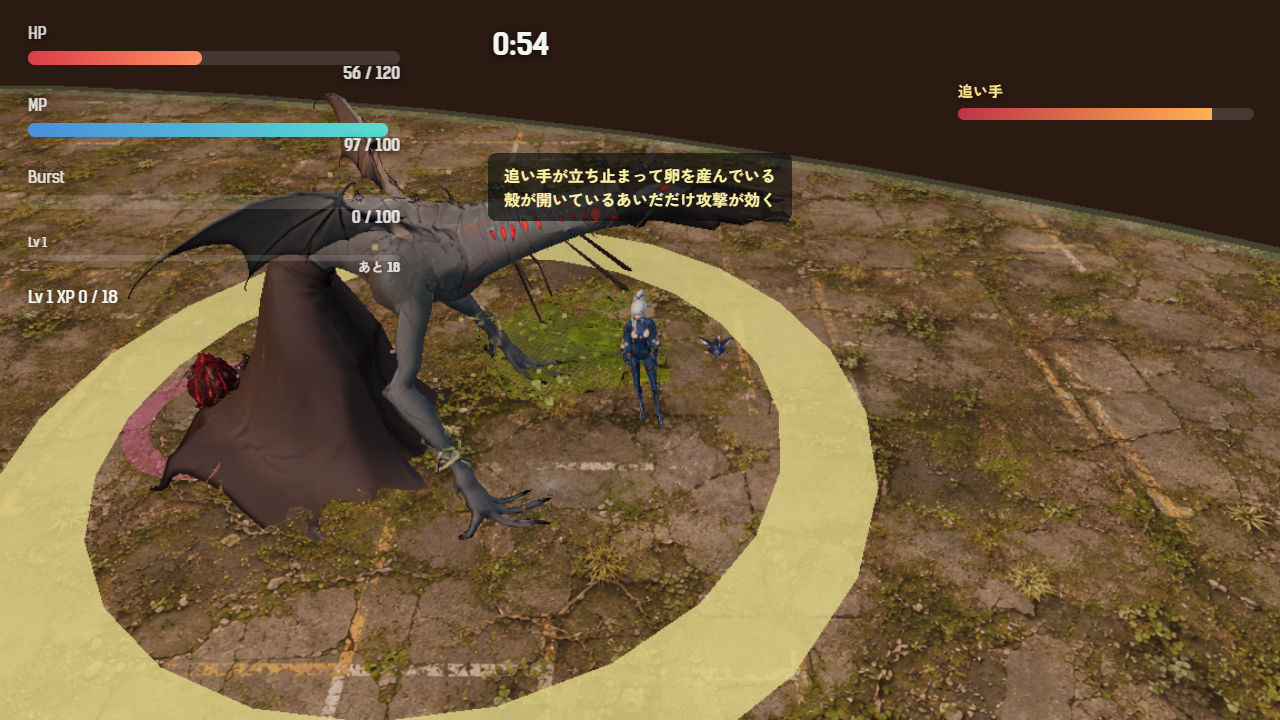 HP
56 / 120
MP
97 / 100
Burst
0 / 100
Lv 1
あと 18
Lv 1 XP 0 / 18
0:54
追い手
追い手が立ち止まって卵を産んでいる
殻が開いているあいだだけ攻撃が効く